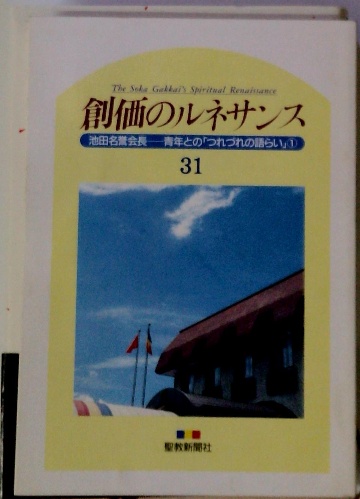 The Soka Gakkai's Spiritual Renaissance
創価のルネサンス
池田名誉会長——青年との「つれづれの語らい」①
31
聖教新聞社